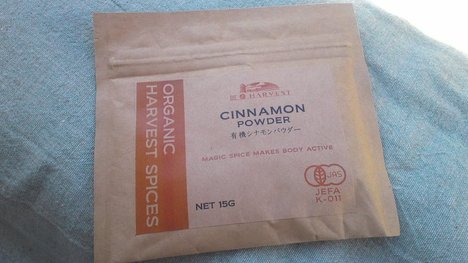 ORGANIC
HARVEST SPICES
HARVEST
CINNAMON
POWDER
有機シナモンパウダー
MAGIC SPICE MAKES BODY ACTIVE
JAS
JEFA
K-011
NET 15G